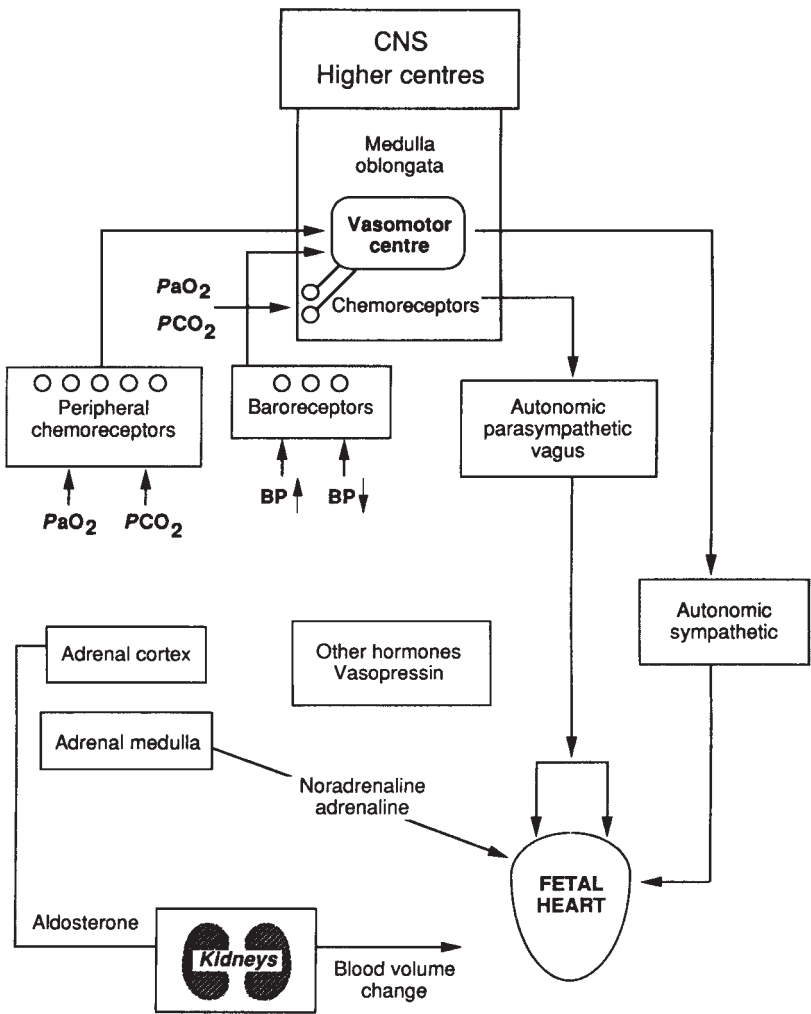 CNS
Higher centres
Medulla
oblongata
Vasomotor
centre
PaO2
PCO2
Chemoreceptors
Peripheral
chemoreceptors
Baroreceptors
Autonomic
parasympathetic
vagus
PaO2 PCO2
BP BP
Autonomic
sympathetic
Adrenal cortex
Other hormones
Vasopressin
Adrenal medulla
Noradrenaline
adrenaline
FETAL
HEART
Aldosterone
Kidneys
Blood volume
change